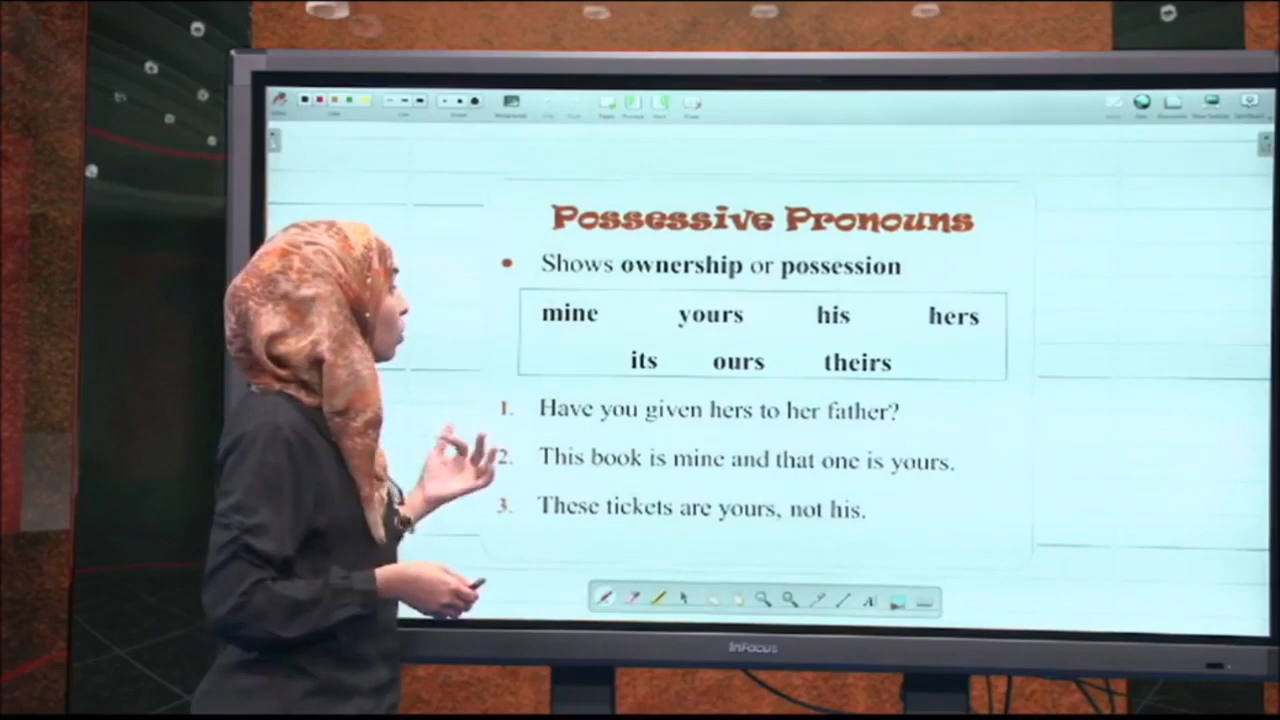 Possessive Pronouns
• Shows ownership or possession
mine yours his hers
its ours theirs
1. Have you given hers to her father?
2. This book is mine and that one is yours.
3. These tickets are yours, not his.
InFocus